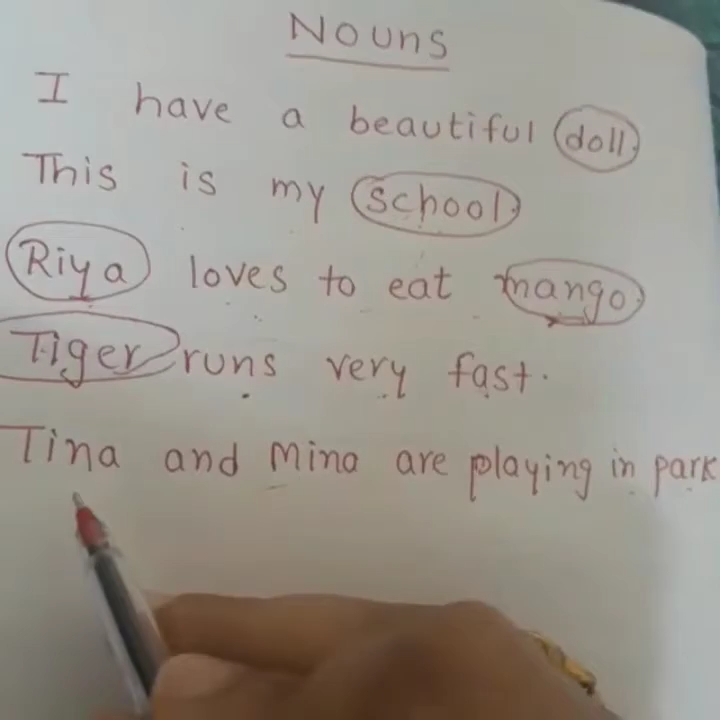 Nouns
I have a beautiful doll.
This is my school.
Riya loves to eat mango.
Tiger runs very fast.
Tina and Mina are playing in park